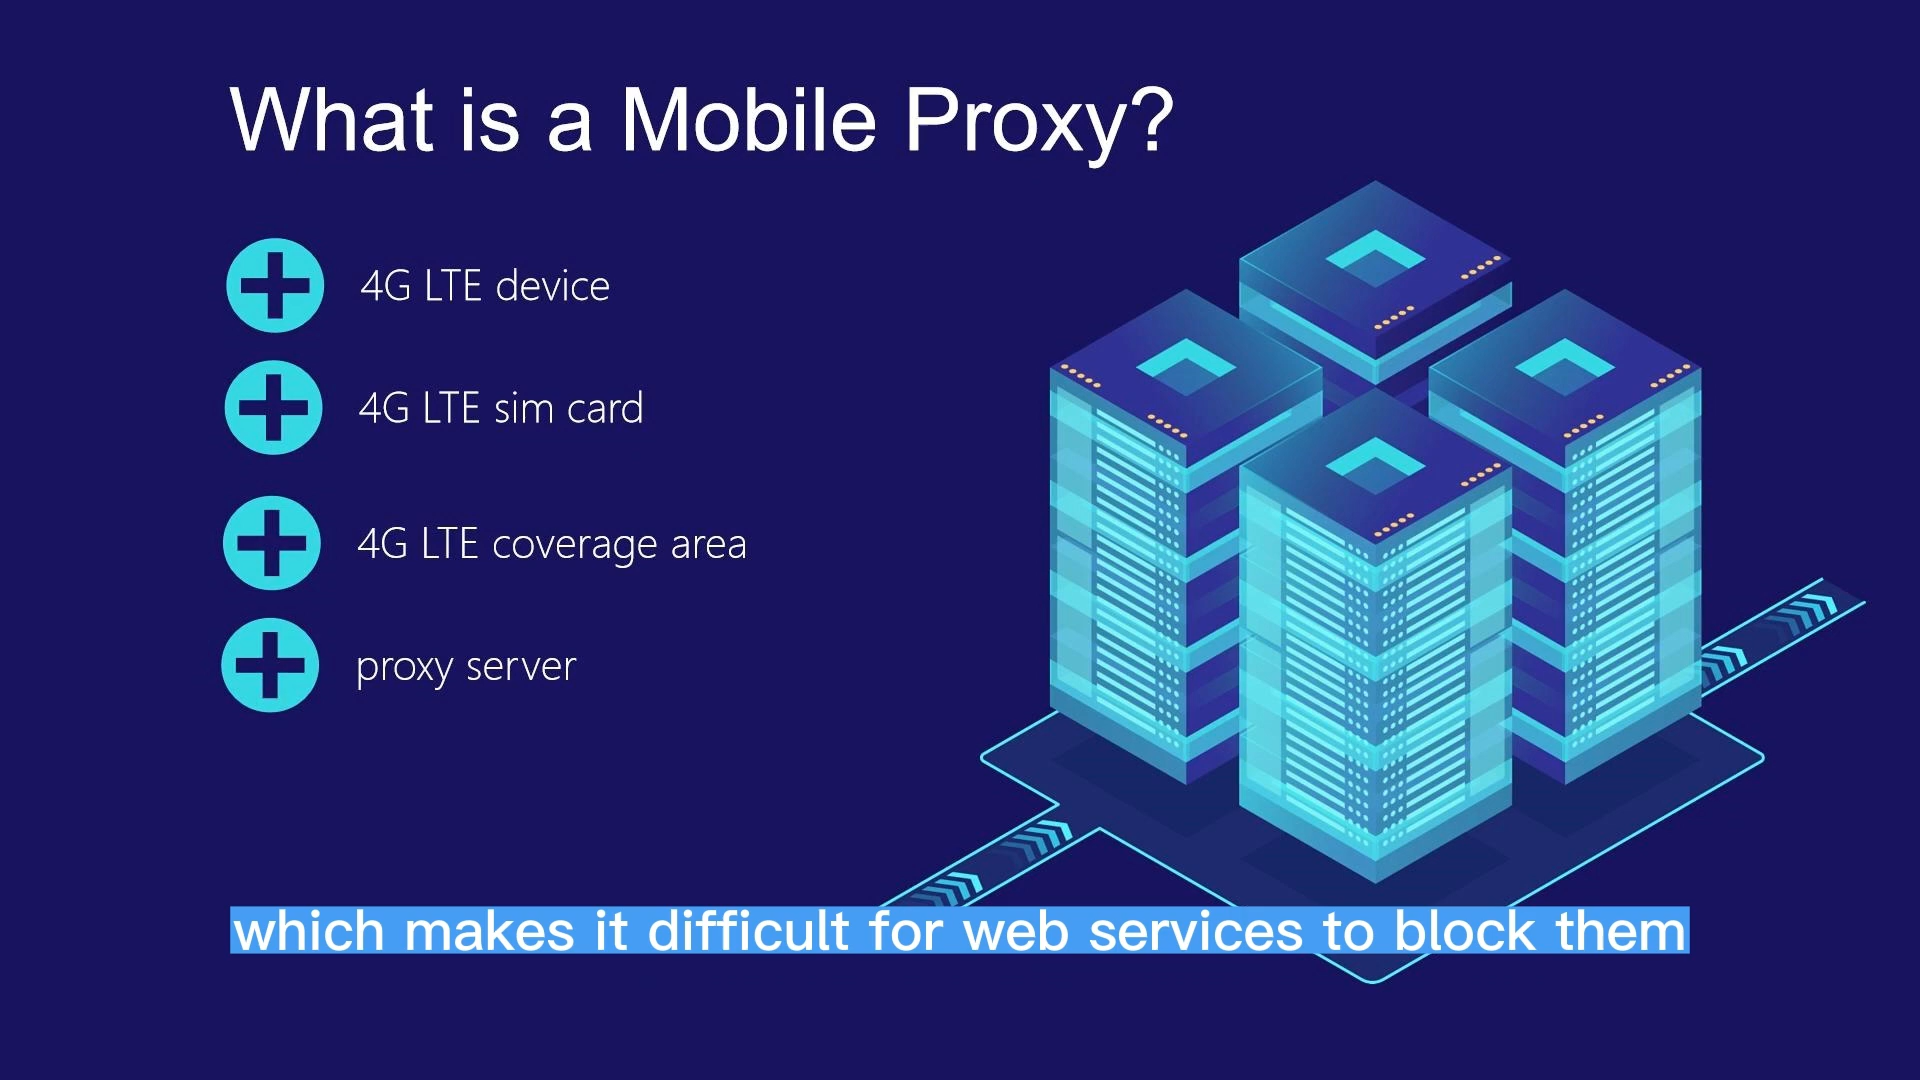 What is a Mobile Proxy?
4G LTE device
4G LTE sim card
4G LTE coverage area
proxy server
which makes it difficult for web services to block them